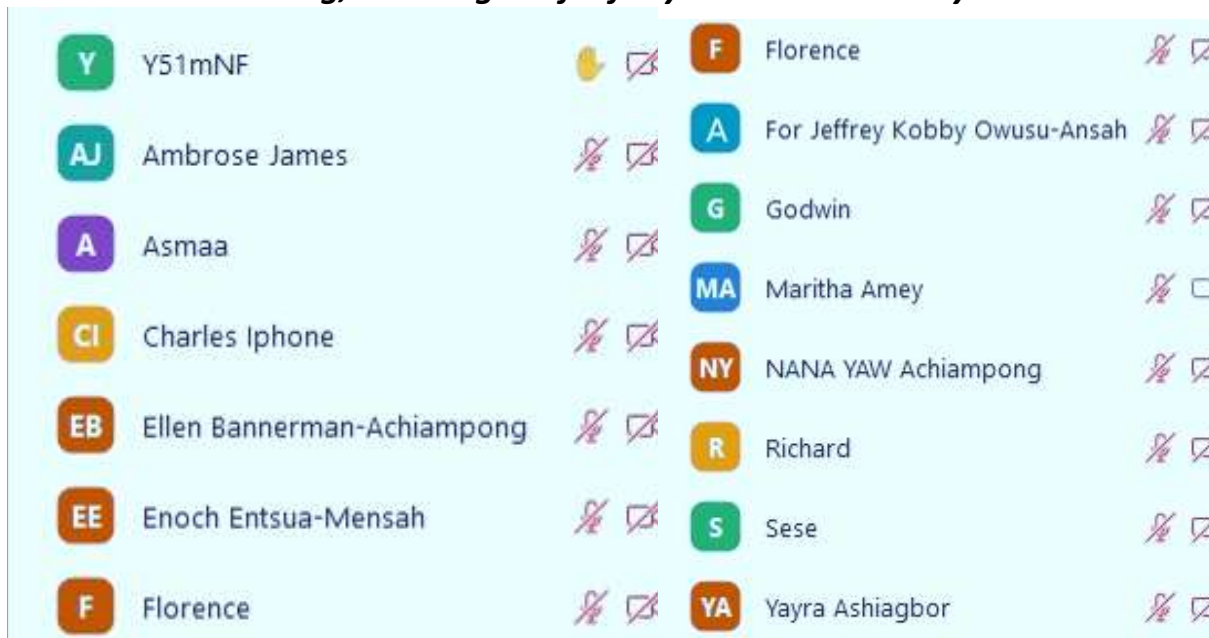 Y Y51mNF
AJ Ambrose James
A Asmaa
CI Charles Iphone
EB Ellen Bannerman-Achiampong
EE Enoch Entsua-Mensah
F Florence
F Florence
A For Jeffrey Kobby Owusu-Ansah
G Godwin
MA Maritha Amey
NY NANA YAW Achiampong
R Richard
S Sese
YA Yayra Ashiagbor